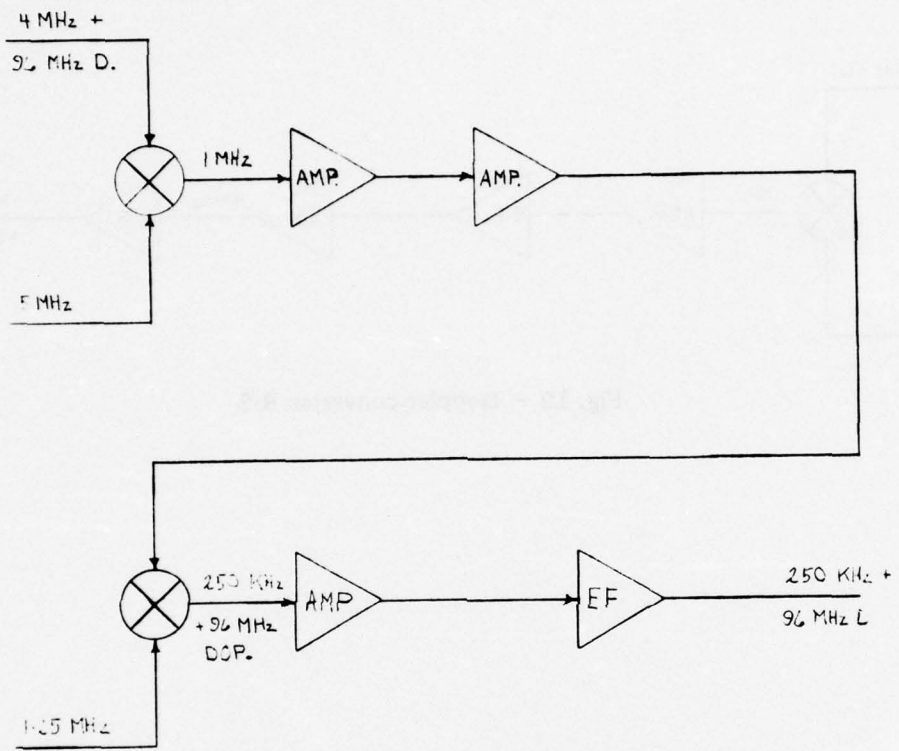 4 MHz +
96 MHz D.
1 MHz
AMP.
AMP.
5 MHz
250 KHz
+96 MHz
DOP.
AMP
EF
250 KHz +
96 MHz
1.25 MHz